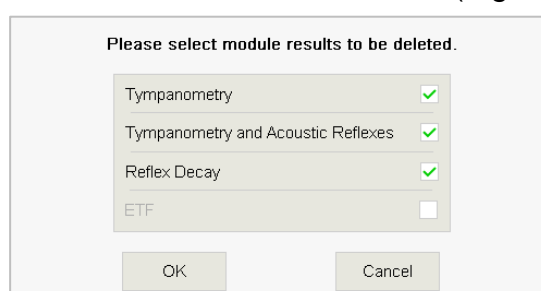 Please select module results to be deleted.
Tympanometry
Tympanometry and Acoustic Reflexes
Reflex Decay
ETF
OK Cancel